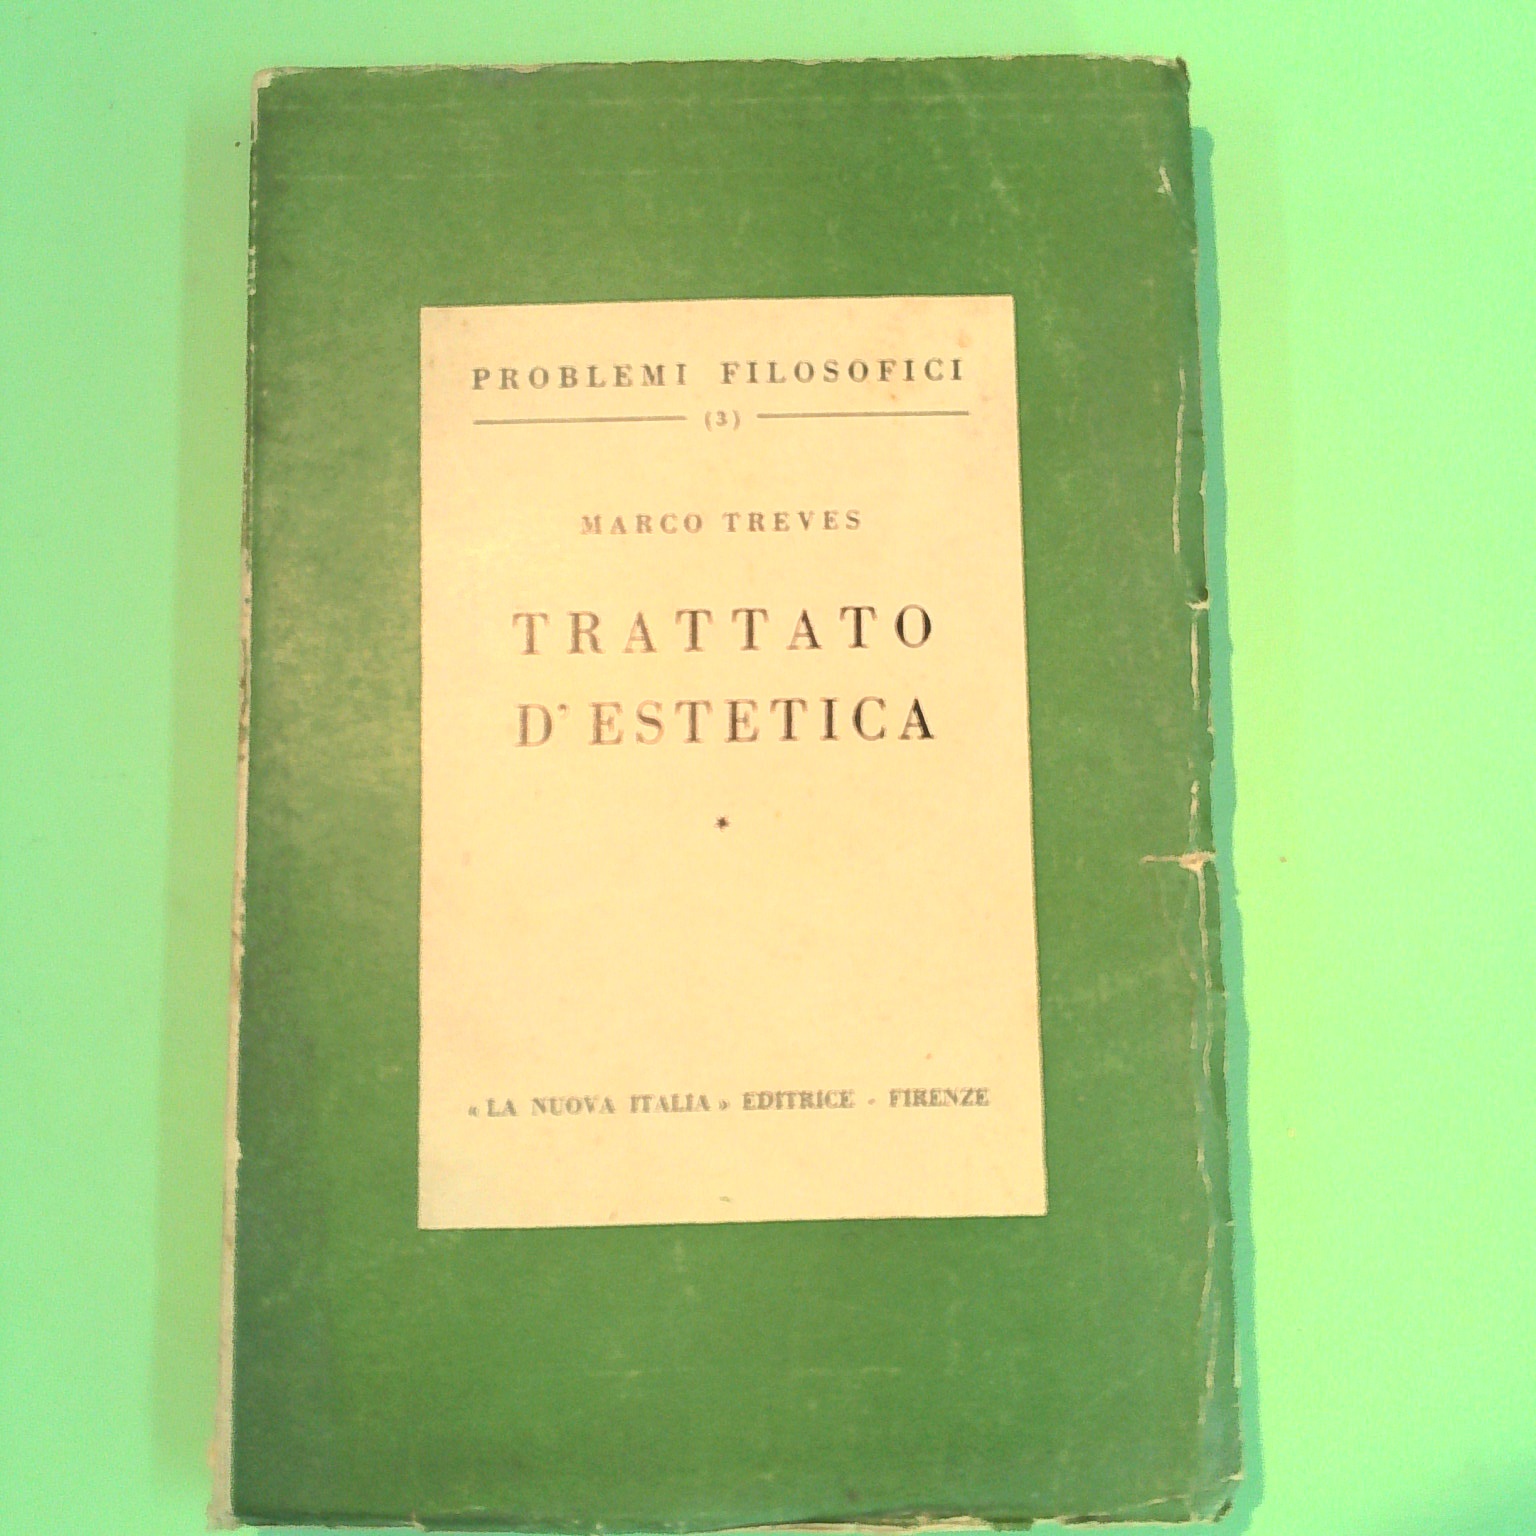 PROBLEMI FILOSOFICI
(3)
MARCO TREVES
TRATTATO
D'ESTETICA
*
« LA NUOVA ITALIA » EDITRICE - FIRENZE